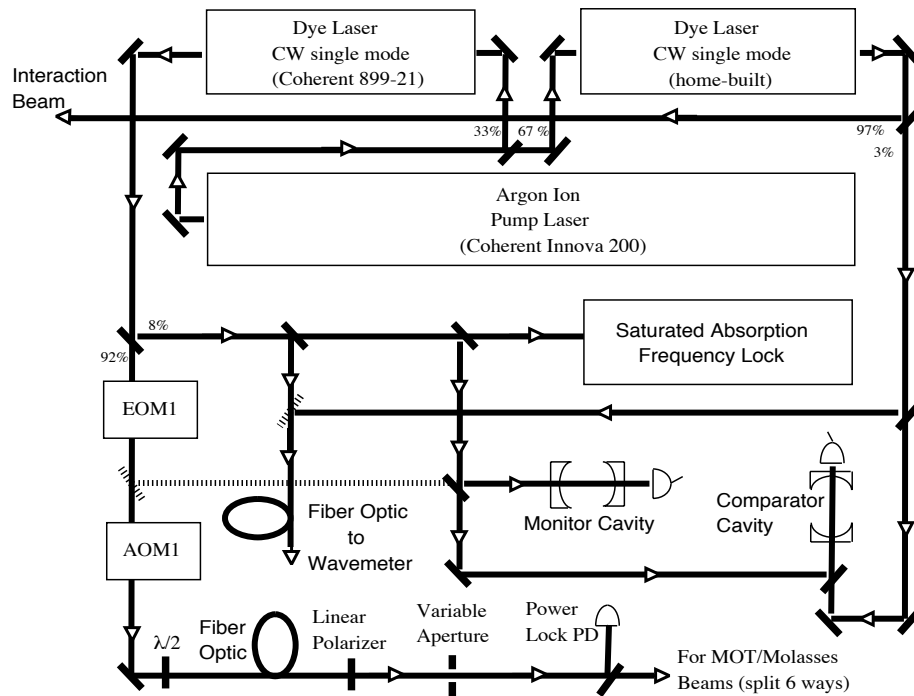 Dye Laser
CW single mode
(Coherent 899-21)
Dye Laser
CW single mode
(home-built)
Interaction
Beam
33%
67 %
97%
3%
Argon Ion
Pump Laser
(Coherent Innova 200)
8%
92%
Saturated Absorption
Frequency Lock
EOM1
Fiber Optic
to
Wavemeter
Monitor Cavity
Comparator
Cavity
AOM1
λ/2
Fiber
Optic
Linear
Polarizer
Variable
Aperture
Power
Lock PD
For MOT/Molasses
Beams (split 6 ways)